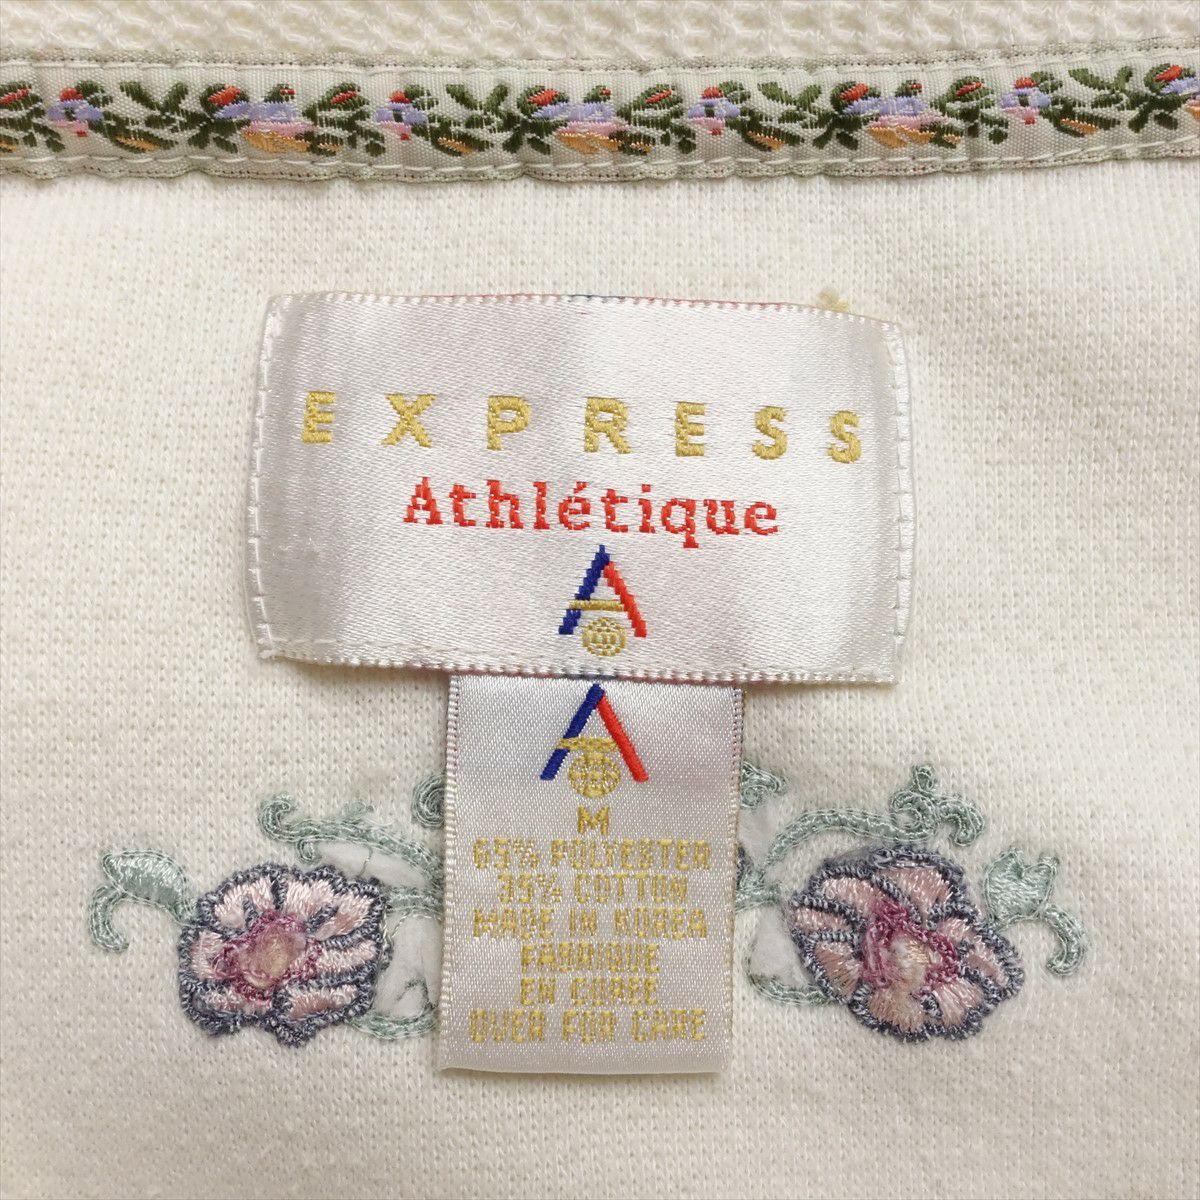 EXPRESS
Athlétique
M
65% POLYESTER
35% COTTON
MADE IN KOREA
FABRIQUE
EN COREE
OVER FOR CARE